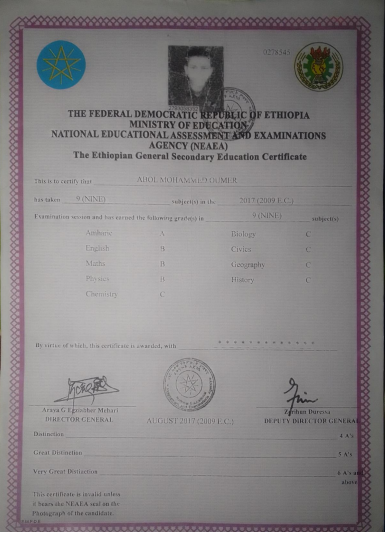 0278345
THE FEDERAL DEMOCRATIC REPUBLIC OF ETHIOPIA
MINISTRY OF EDUCATION
NATIONAL EDUCATIONAL ASSESSMENT AND EXAMINATIONS
AGENCY (NEAEA)
The Ethiopian General Secondary Education Certificate
This is to certify that ABDL MOHAMMED OUMER
has taken 9 (NINE) subject(s) in the 2017 (2009 E.C.)
Examination session and has earned the following grade(s) in 9 (NINE) subject(s)
Amharic A Biology C
English B Civics C
Maths B Geography C
Physics B History C
Chemistry C
By virtue of which, this certificate is awarded, with * * * * * * * * * * * * *
Araya G Egziabher Mehari Zerihun Duressa
DIRECTOR GENERAL AUGUST 2017 (2009 E.C.) DEPUTY DIRECTOR GENERAL
Distinction 4 A's
Great Distinction 5 A's
Very Great Distinction 6 A's and
above
This certificate is invalid unless
it bears the NEAEA seal on the
Photograph of the candidate.